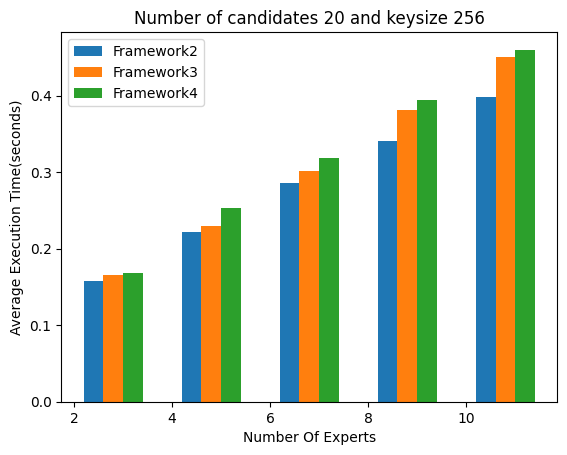 Number of candidates 20 and keysize 256
Framework2
Framework3
Framework4
Average Execution Time(seconds)
0.4
0.3
0.2
0.1
0.0
2 4 6 8 10
Number Of Experts